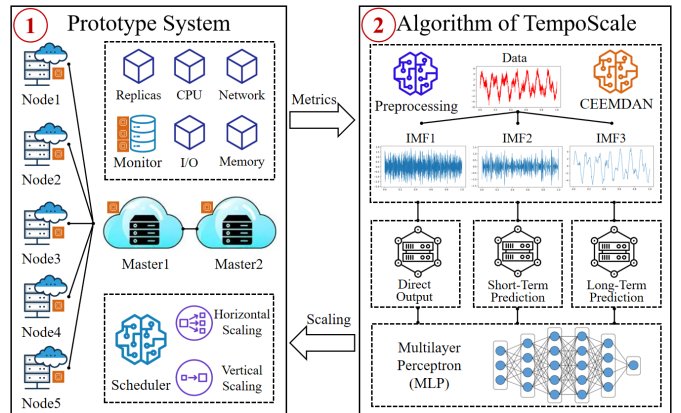 1 Prototype System
Node1
Node2
Node3
Node4
Node5
Replicas CPU Network
Monitor I/O Memory
Master1 Master2
Scheduler
Horizontal
Scaling
Vertical
Scaling
Metrics
Scaling
2 Algorithm of TempoScale
Data
Preprocessing
CEEMDAN
IMF1 IMF2 IMF3
Direct
Output
Short-Term
Prediction
Long-Term
Prediction
Multilayer
Perceptron
(MLP)